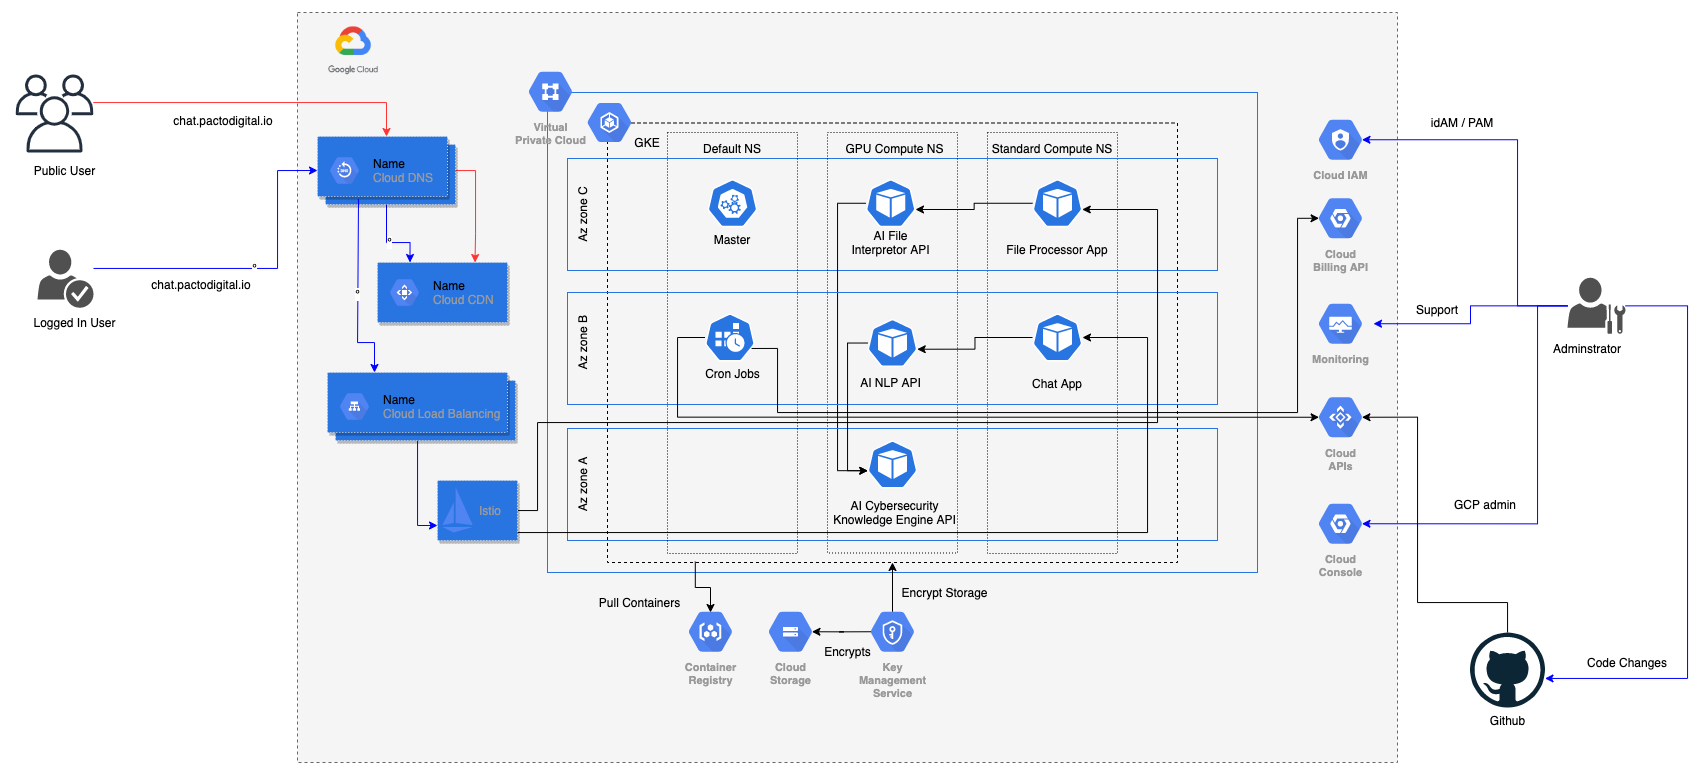 Google Cloud
Public User
chat.pactodigital.io
Name
Cloud DNS
chat.pactodigital.io
Logged In User
Name
Cloud CDN
Name
Cloud Load Balancing
Istio
Virtual
Private Cloud
GKE
Default NS
GPU Compute NS
Standard Compute NS
Az zone C
Master
AI File
Interpretor API
File Processor App
Az zone B
Cron Jobs
AI NLP API
Chat App
Az zone A
AI Cybersecurity
Knowledge Engine API
Pull Containers
Encrypt Storage
Encrypts
Container
Registry
Cloud
Storage
Key
Management
Service
Cloud IAM
Cloud
Billing API
Monitoring
Cloud
APIs
Cloud
Console
idAM / PAM
Support
Adminstrator
GCP admin
Code Changes
Github